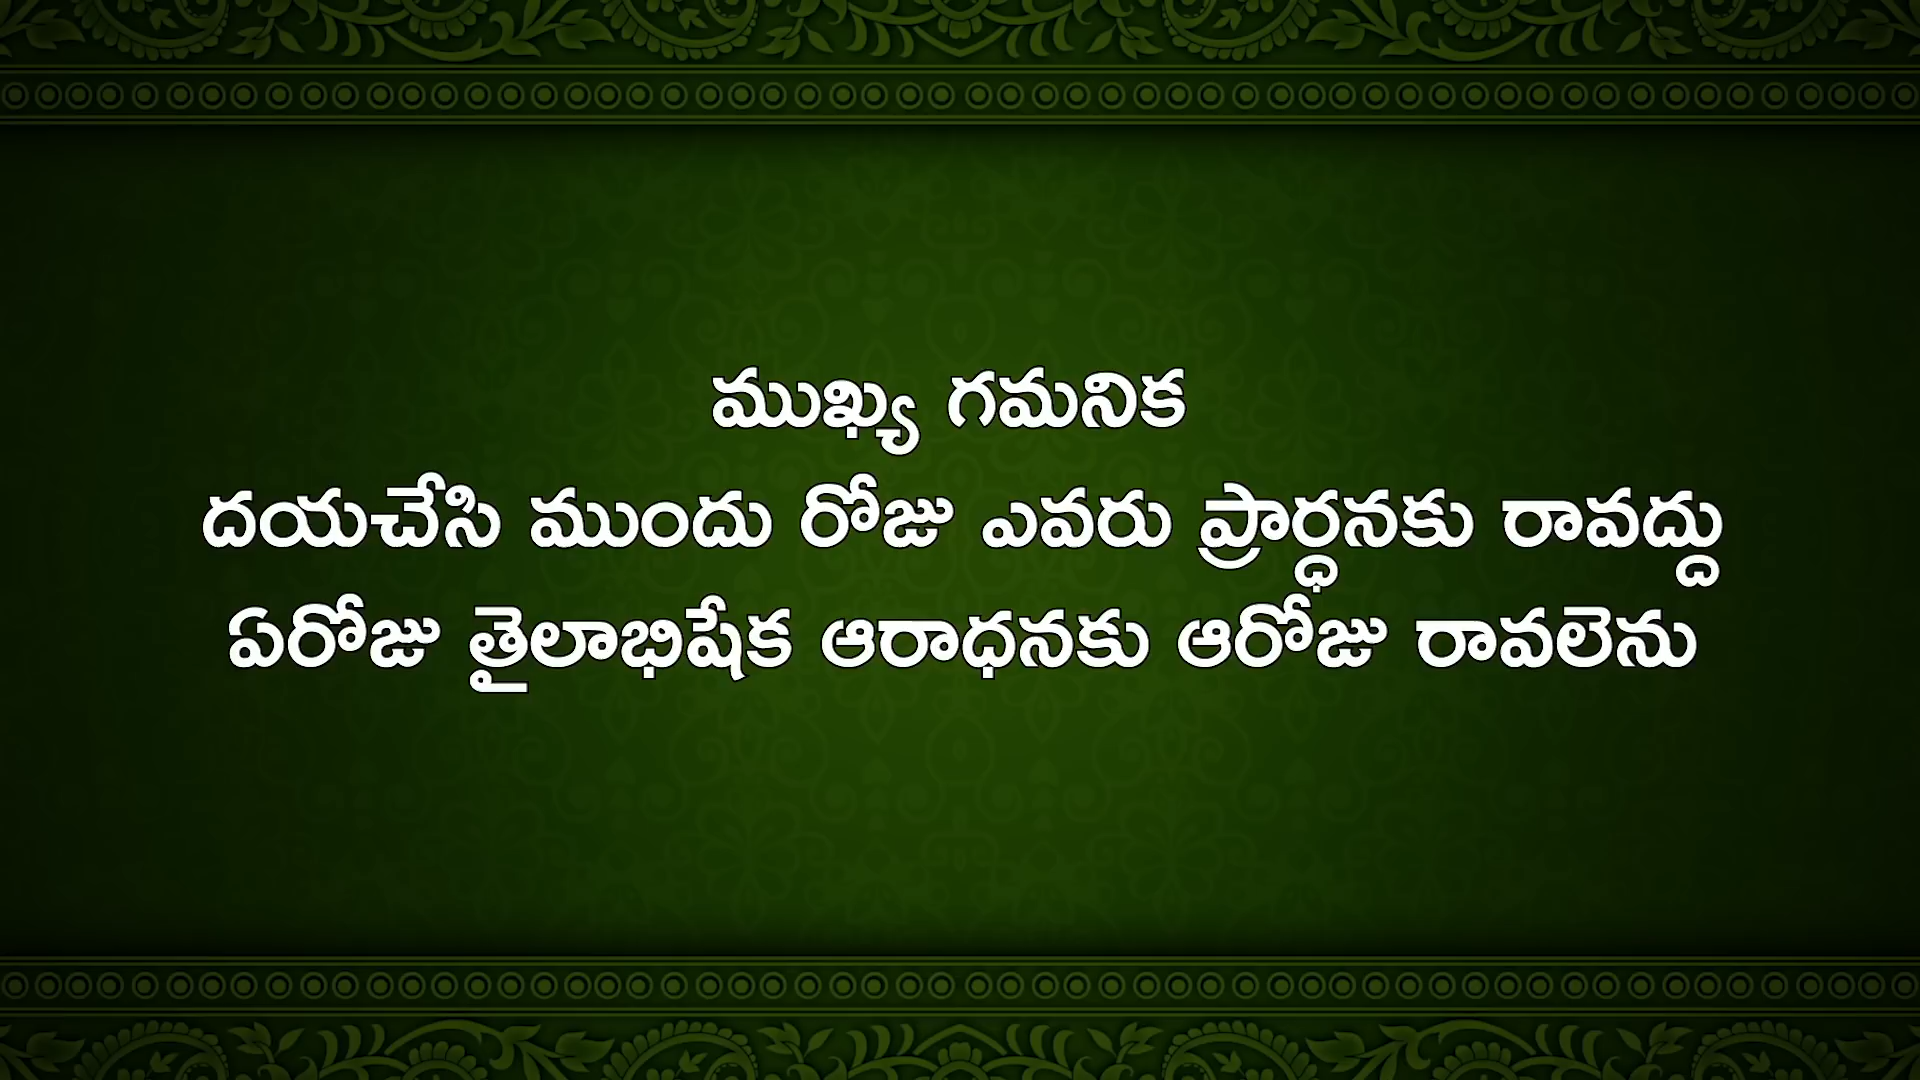 ముఖ్య గమనిక
దయచేసి ముందు రోజు ఎవరు ప్రార్ధనకు రావద్దు
ఏరోజు తైలాభిషేక ఆరాధనకు ఆరోజు రావలెను